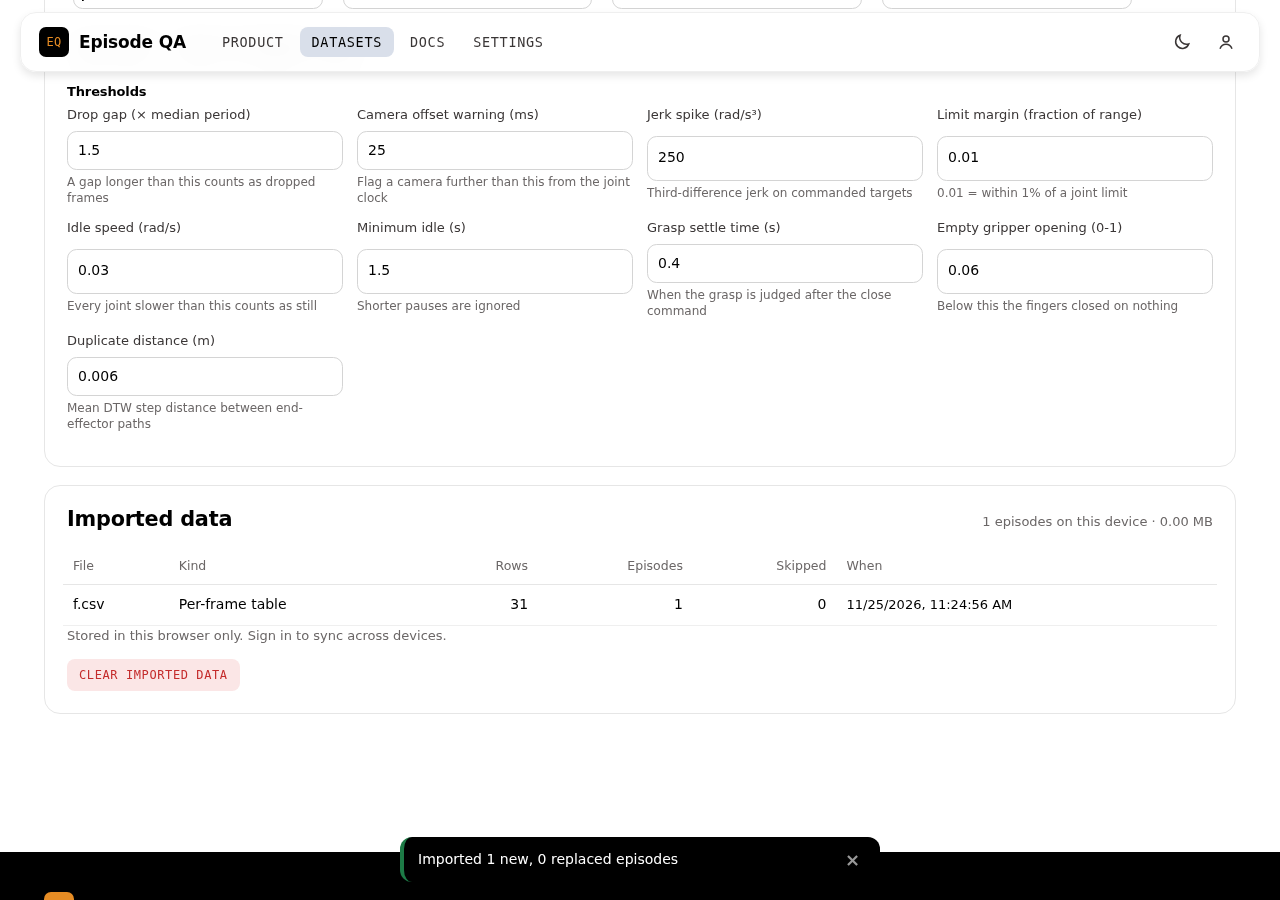 EQ Episode QA PRODUCT DATASETS DOCS SETTINGS
Thresholds
Drop gap (× median period) Camera offset warning (ms) Jerk spike (rad/s³) Limit margin (fraction of range)
1.5 25 250 0.01
A gap longer than this counts as dropped frames
Flag a camera further than this from the joint clock
Third-difference jerk on commanded targets
0.01 = within 1% of a joint limit
Idle speed (rad/s) Minimum idle (s) Grasp settle time (s) Empty gripper opening (0-1)
0.03 1.5 0.4 0.06
Every joint slower than this counts as still
Shorter pauses are ignored
When the grasp is judged after the close command
Below this the fingers closed on nothing
Duplicate distance (m)
0.006
Mean DTW step distance between end-
effector paths
Imported data 1 episodes on this device · 0.00 MB
File Kind Rows Episodes Skipped When
f.csv Per-frame table 31 1 0 11/25/2026, 11:24:56 AM
Stored in this browser only. Sign in to sync across devices.
CLEAR IMPORTED DATA
Imported 1 new, 0 replaced episodes ×